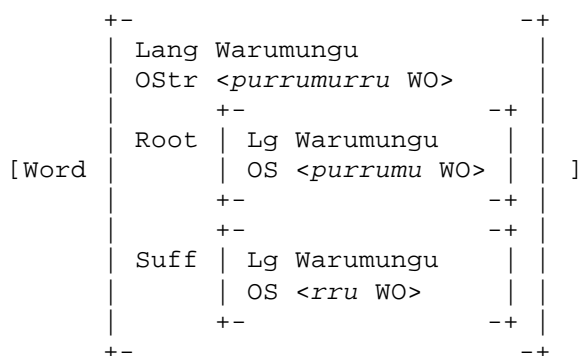 +- -+
| Lang Warumungu |
| OStr <purrumurru WO> |
| +- -+ |
| Root | Lg Warumungu | |
[Word | | OS <purrumu WO> | | ]
| +- -+ |
| +- -+ |
| Suff | Lg Warumungu | |
| | OS <rru WO> | |
| +- -+ |
+- -+